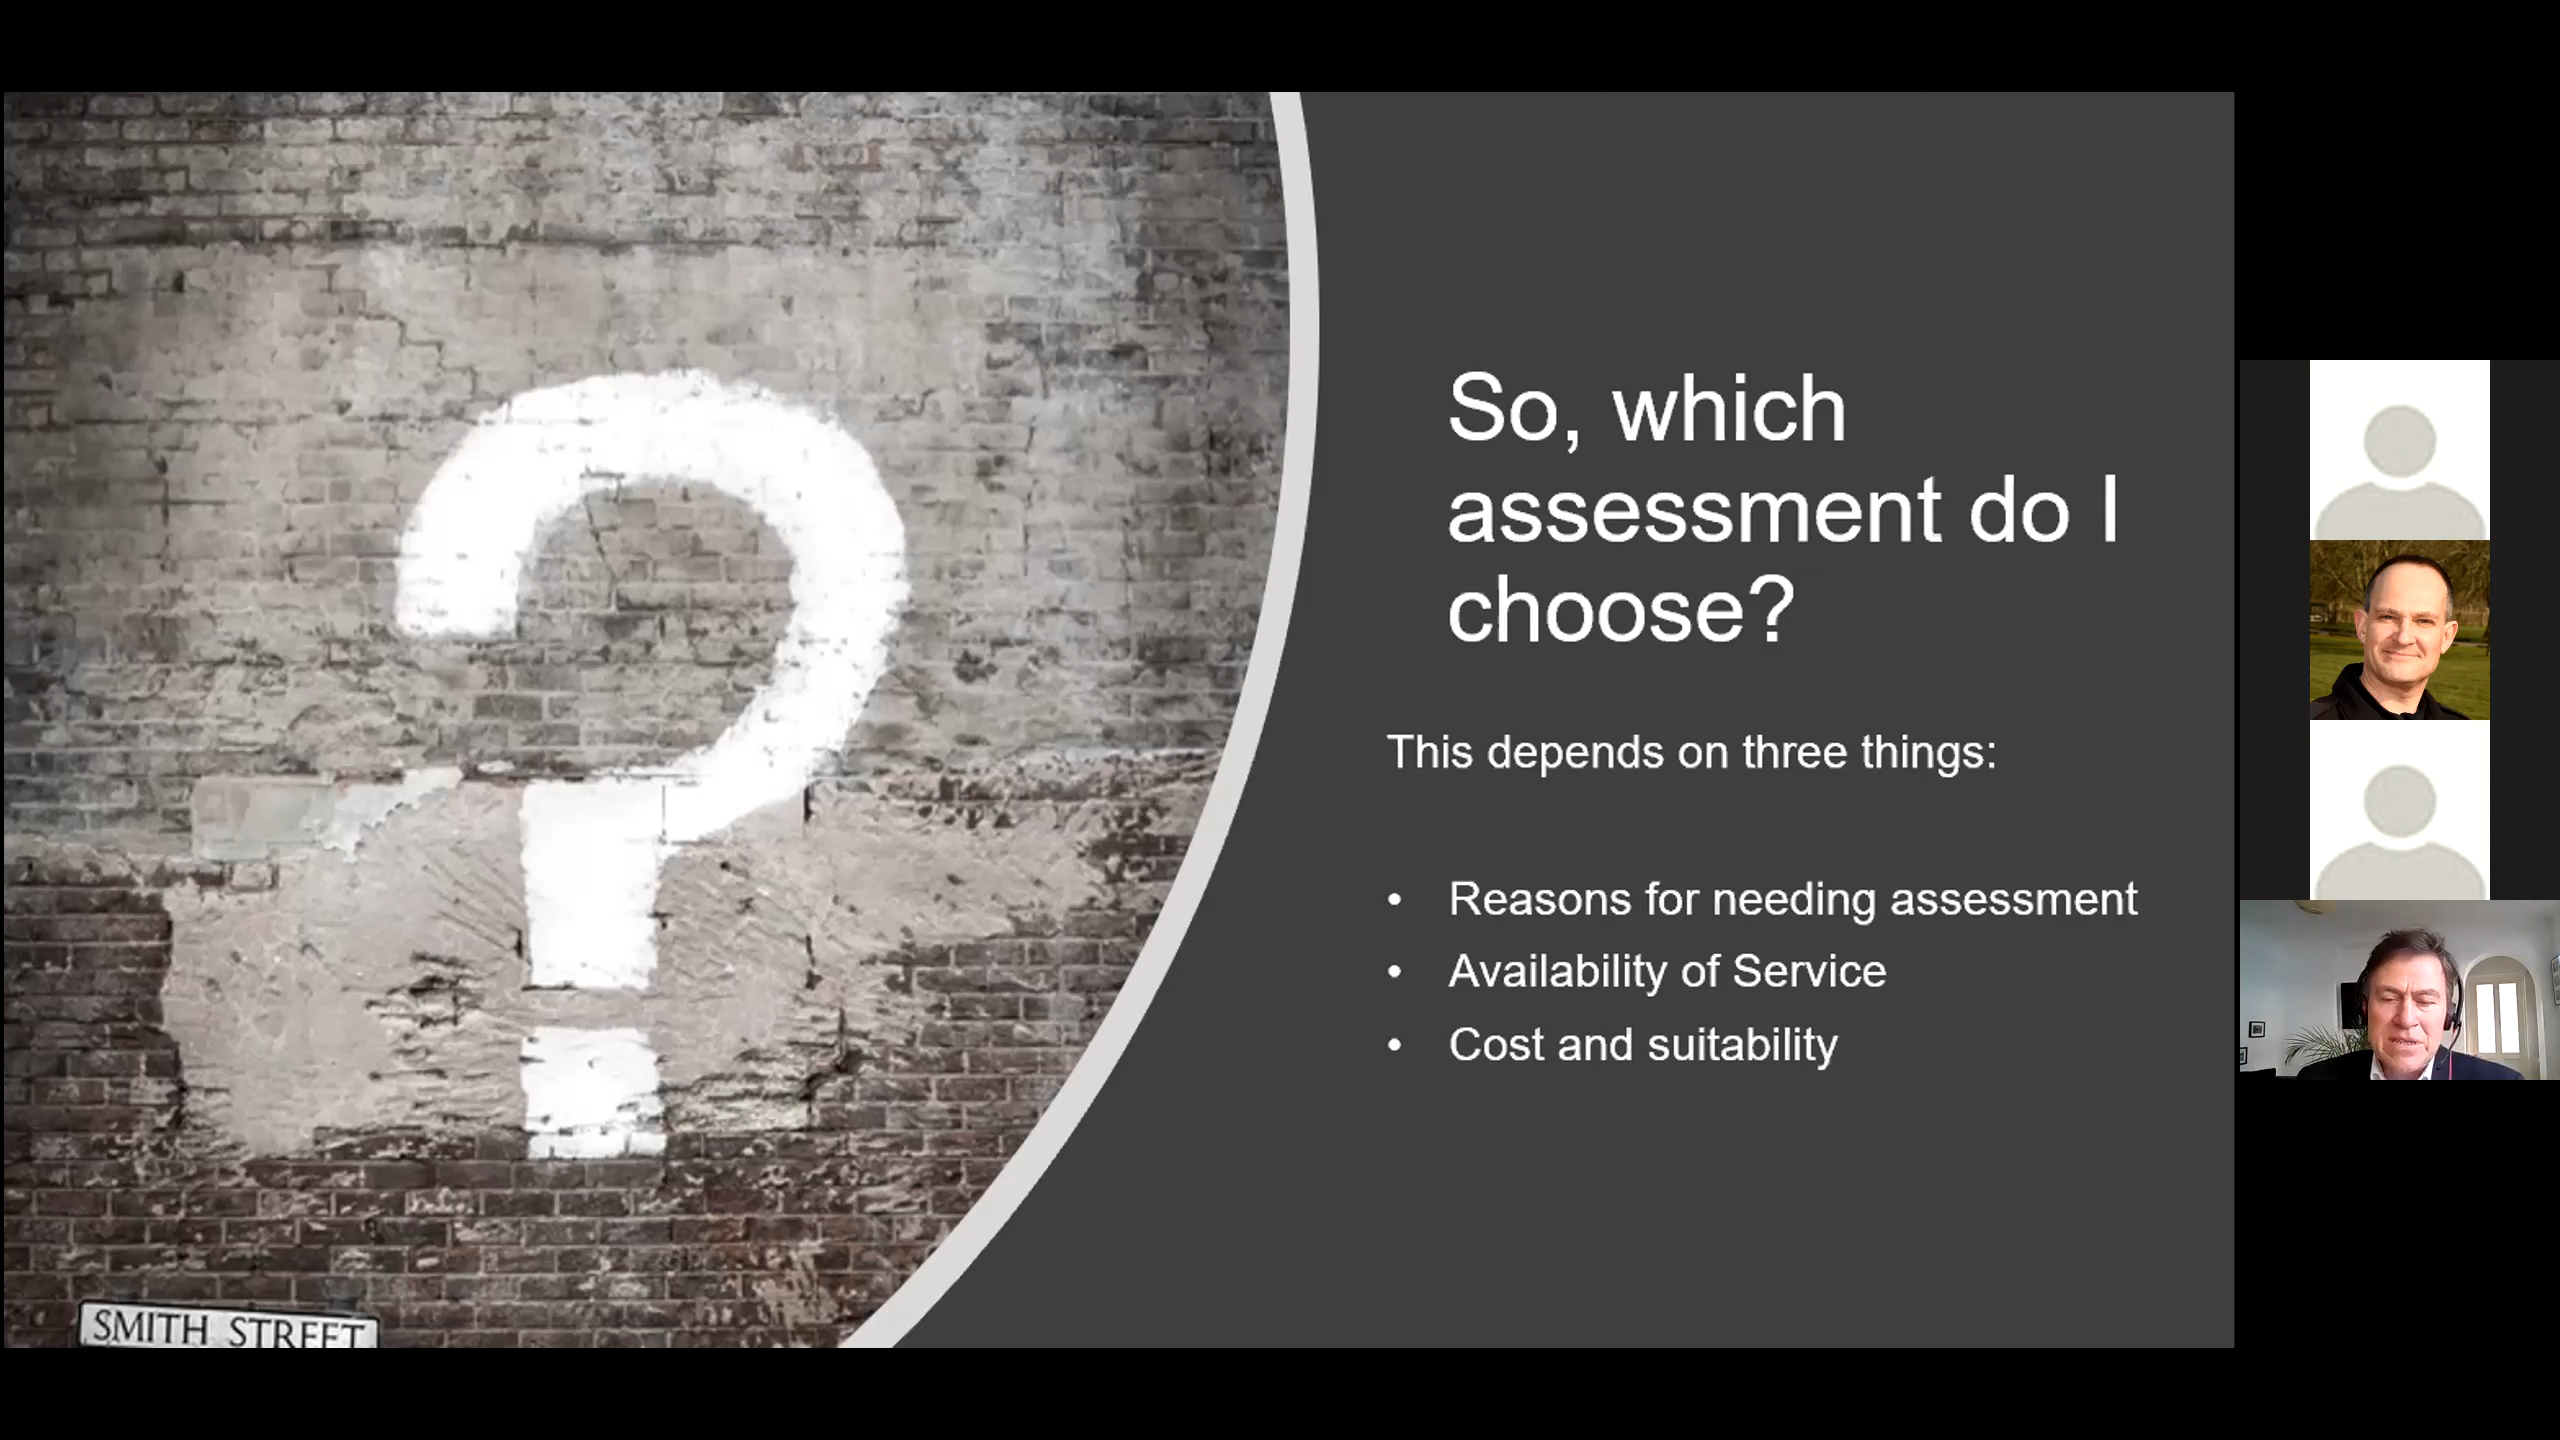 So, which
assessment do I
choose?
This depends on three things:
• Reasons for needing assessment
• Availability of Service
• Cost and suitability
SMITH STREET